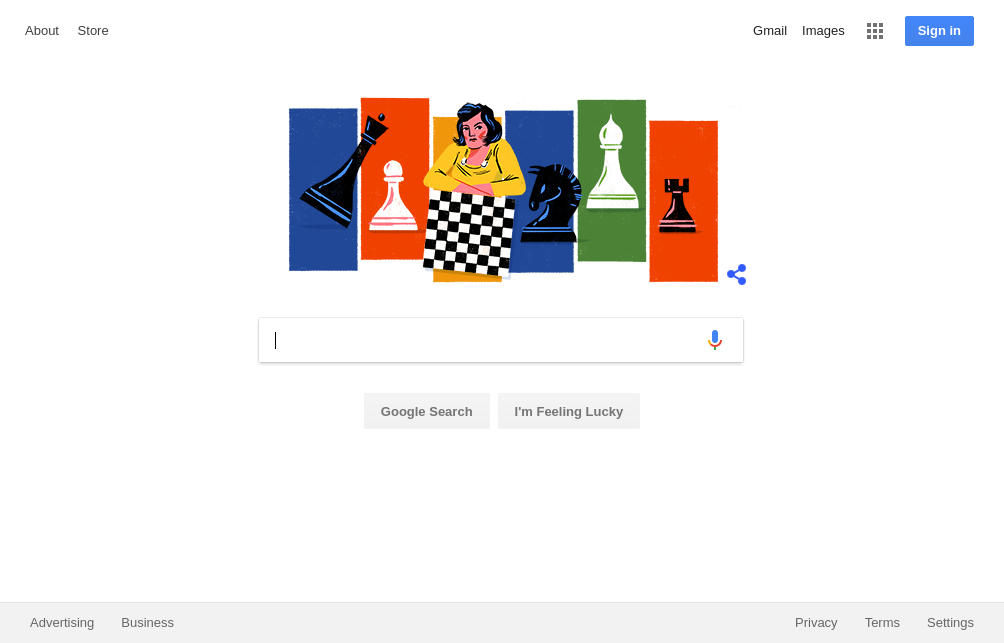 About Store Gmail Images Sign in
Google Search I'm Feeling Lucky
Advertising Business Privacy Terms Settings